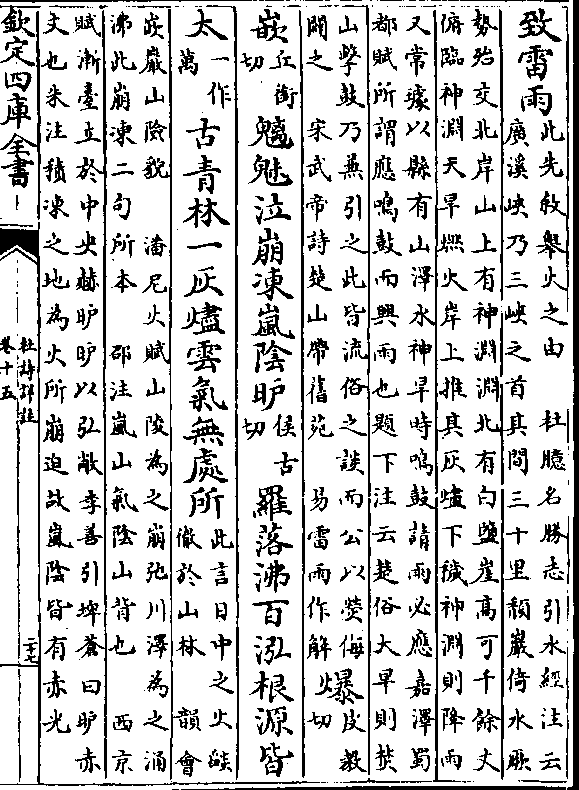 致雷雨
此先敘舉火之由　杜臆名勝志引水經注云
廣溪峽乃三峽之首其間三十里頹巖倚水厥
勢殆交北岸山上有神淵淵北有白鹽崖高可千餘丈
俯臨神淵天旱燃火岸上推其灰燼下穢神淵則降雨
又常璩以縣有山澤水神旱時鳴鼓請雨必應嘉澤蜀
都賦所謂應鳴鼓而興雨也題下注云楚俗大旱則焚
山擊鼓乃兼引之此皆流俗之談而公以熒侮
闢之　宋武帝詩楚山帶舊苑　易雷雨作解
爆皮教切
嵌丘銜切魑魅泣崩凍嵐陰昈侯古切羅落沸百泓根源皆
太一作萬古青林一灰燼雲氣無處所
此言日中之火燄
徹於山林　韻會
嵌巖山險貌　潘尼火賦山陵為之崩弛川澤為之涌
沸此崩凍二句所本　邵注嵐山氣陰山背也　西京
賦漸臺立於中央赫昈昈以弘敞李善引埤蒼曰昈赤
文也朱注積凍之地為火所崩迫故嵐陰皆有赤光
欽定四庫全書
杜詩詳註
卷十五
二十七